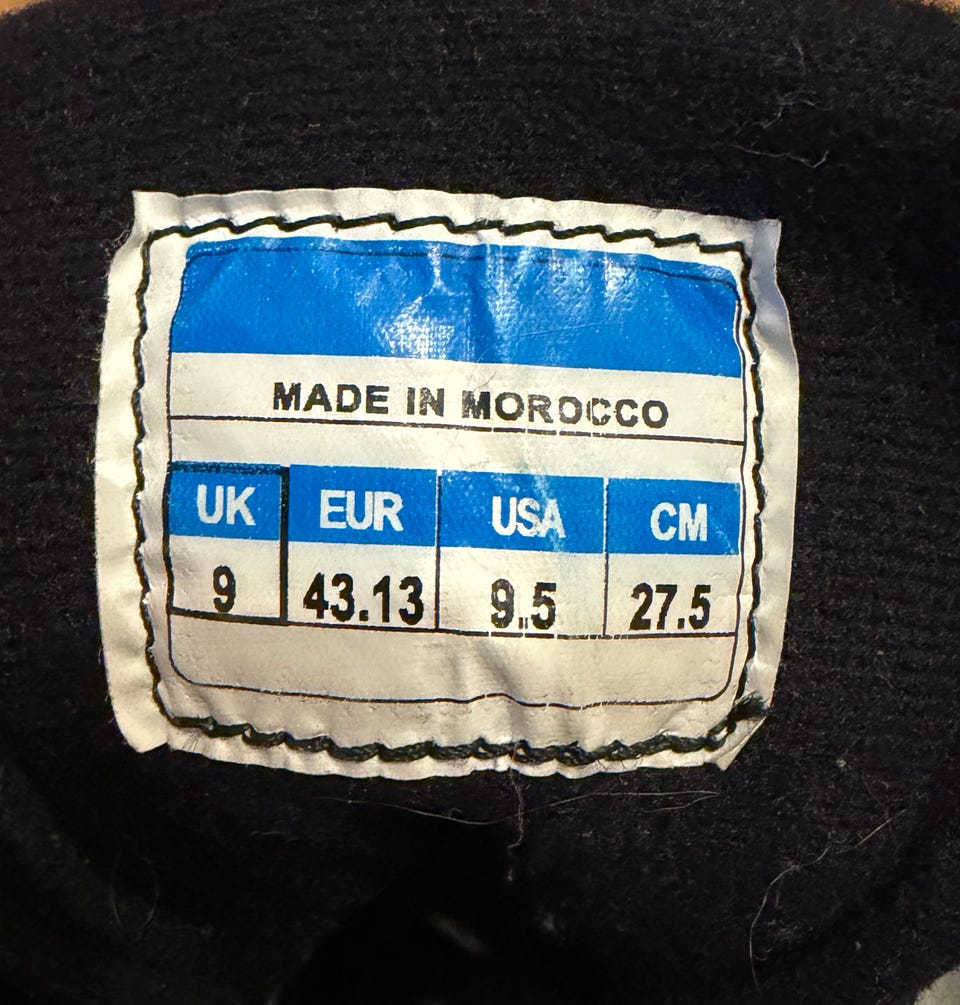 MADE IN MOROCCO
UK EUR USA CM
9 43.13 9.5 27.5